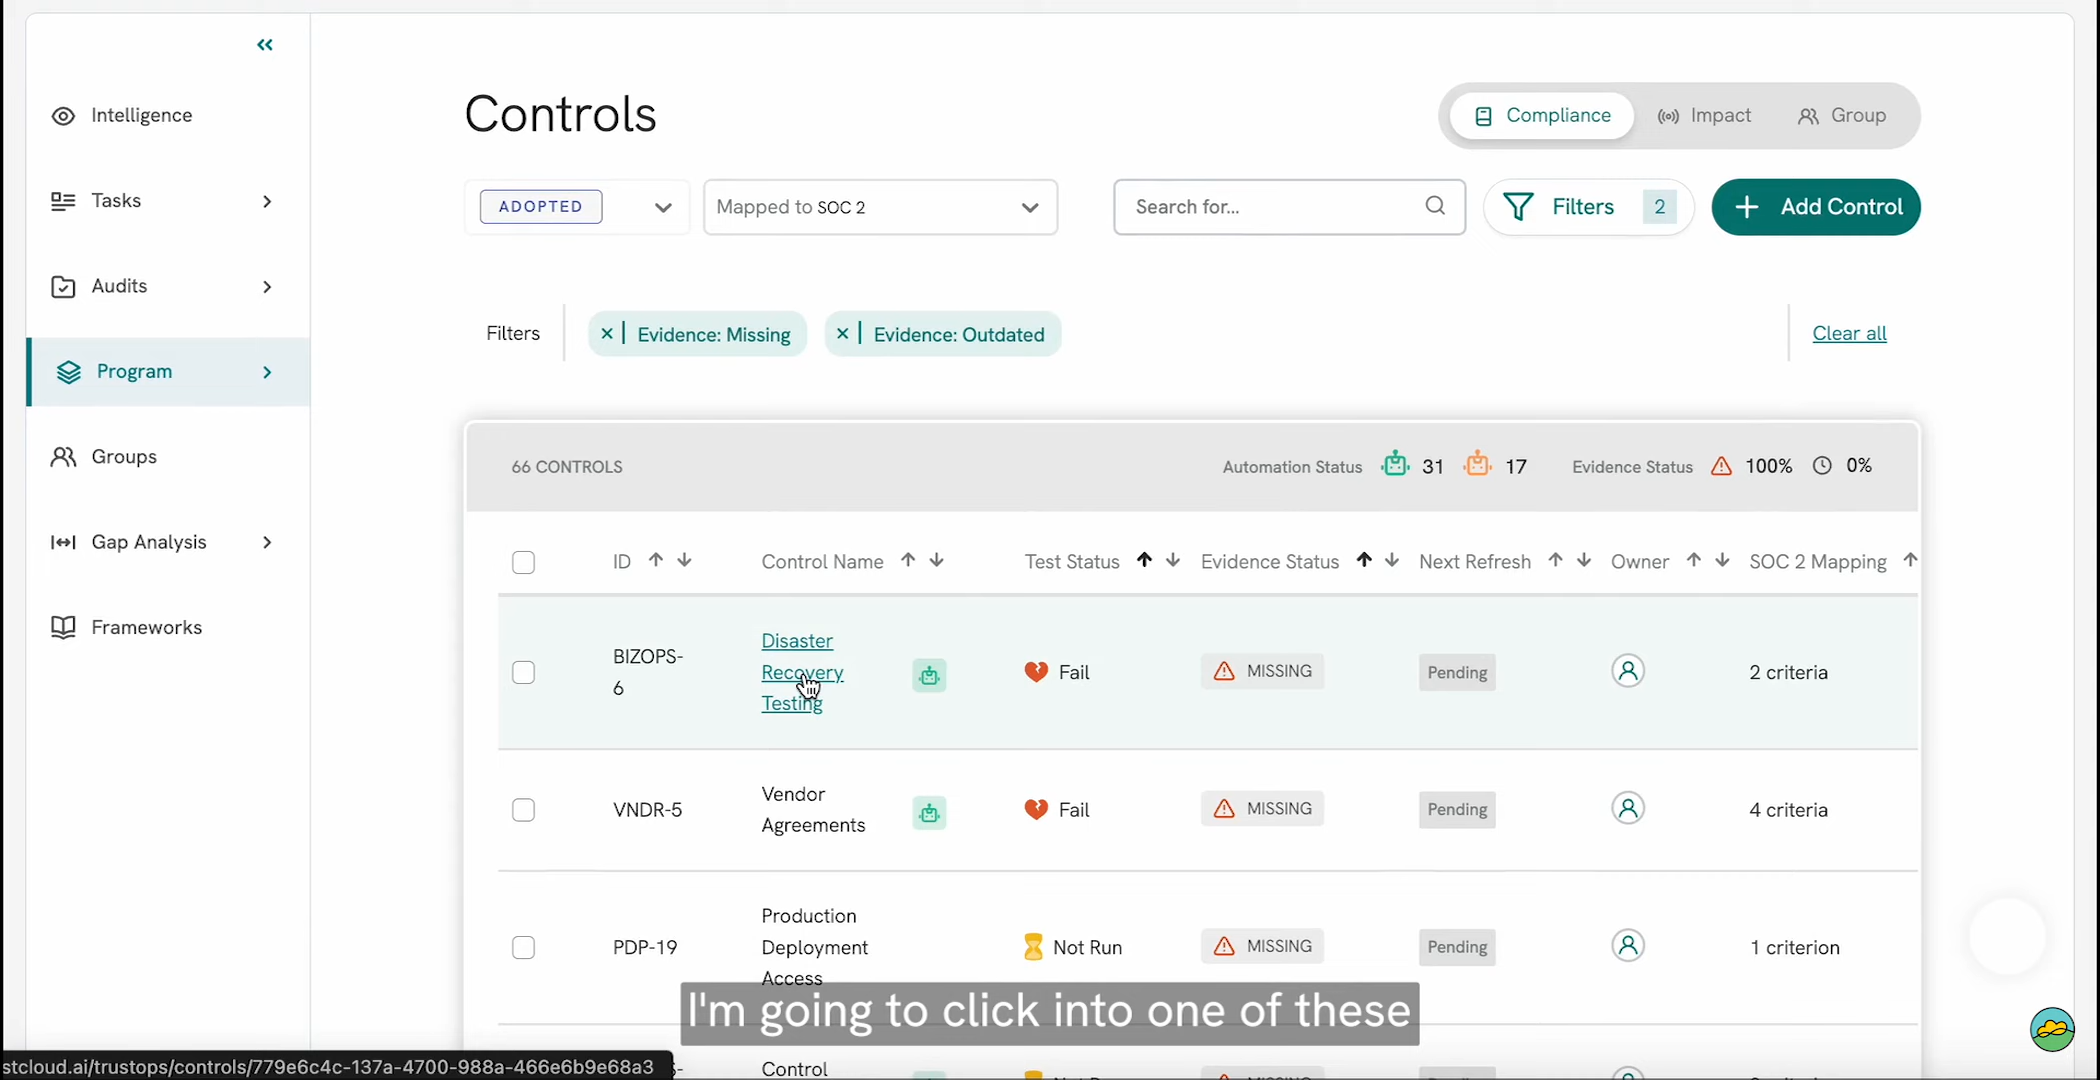 Intelligence
Tasks
Audits
Program
Groups
Gap Analysis
Frameworks
Controls
Compliance
Impact
Group
ADOPTED
Mapped to SOC 2
Search for...
Filters 2
+ Add Control
Filters
× | Evidence: Missing
× | Evidence: Outdated
Clear all
66 CONTROLS
Automation Status 31 17
Evidence Status 100% 0%
ID
Control Name
Test Status
Evidence Status
Next Refresh
Owner
SOC 2 Mapping
BIZOPS-
6
Disaster
Recovery
Testing
Fail
MISSING
Pending
2 criteria
VNDR-5
Vendor
Agreements
Fail
MISSING
Pending
4 criteria
PDP-19
Production
Deployment
Access
Not Run
MISSING
Pending
1 criterion
I'm going to click into one of these
Control
stcloud.ai/trustops/controls/779e6c4c-137a-4700-988a-466e6b9e68a3